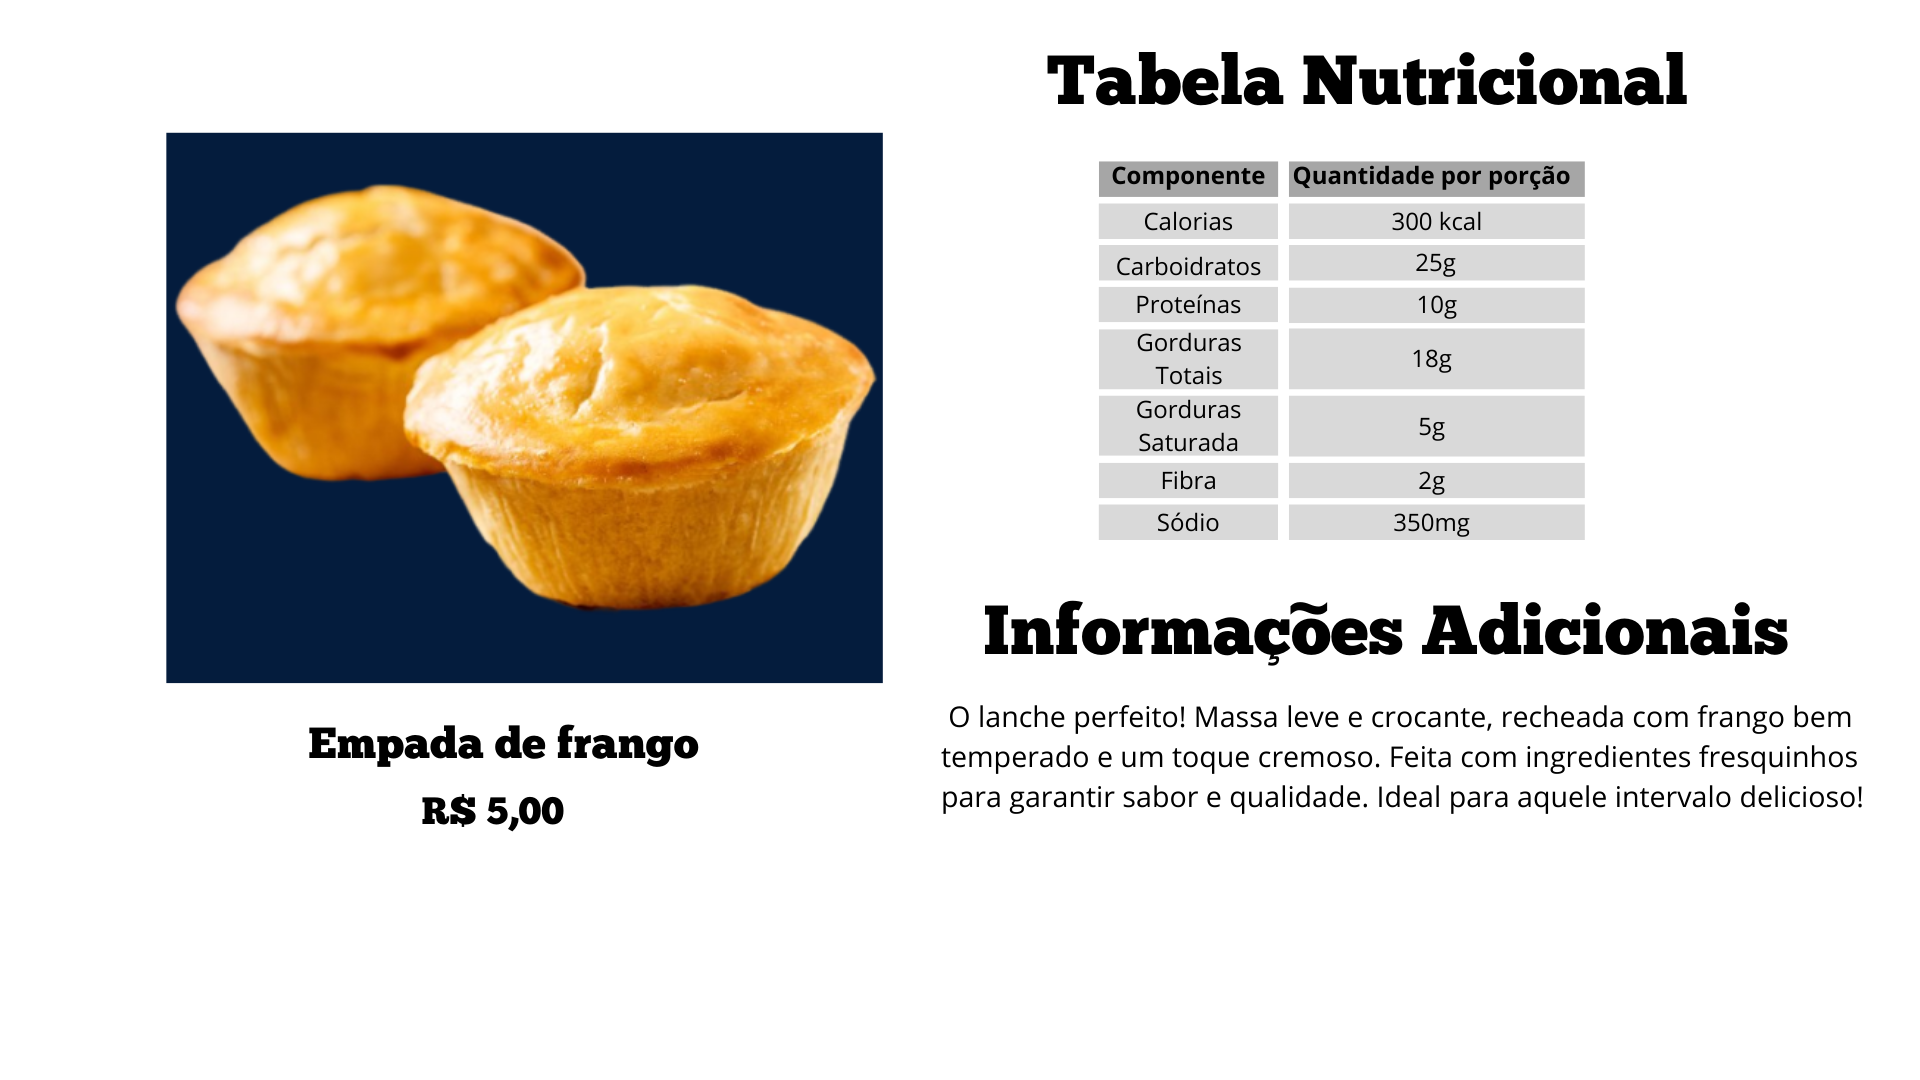 Empada de frango
R$ 5,00
Tabela Nutricional
Componente Quantidade por porção
Calorias 300 kcal
Carboidratos 25g
Proteínas 10g
Gorduras
Totais 18g
Gorduras
Saturada 5g
Fibra 2g
Sódio 350mg
Informações Adicionais
O lanche perfeito! Massa leve e crocante, recheada com frango bem
temperado e um toque cremoso. Feita com ingredientes fresquinhos
para garantir sabor e qualidade. Ideal para aquele intervalo delicioso!